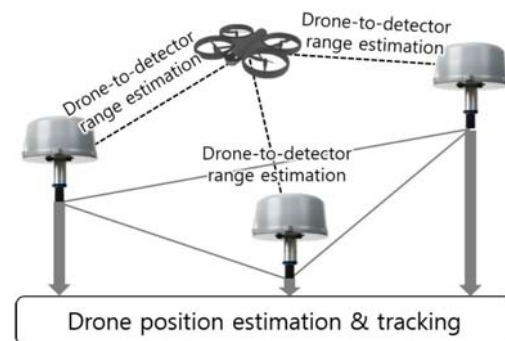 Drone-to-detector
range estimation
Drone-to-detector
range estimation
Drone-to-detector
range estimation
Drone position estimation & tracking